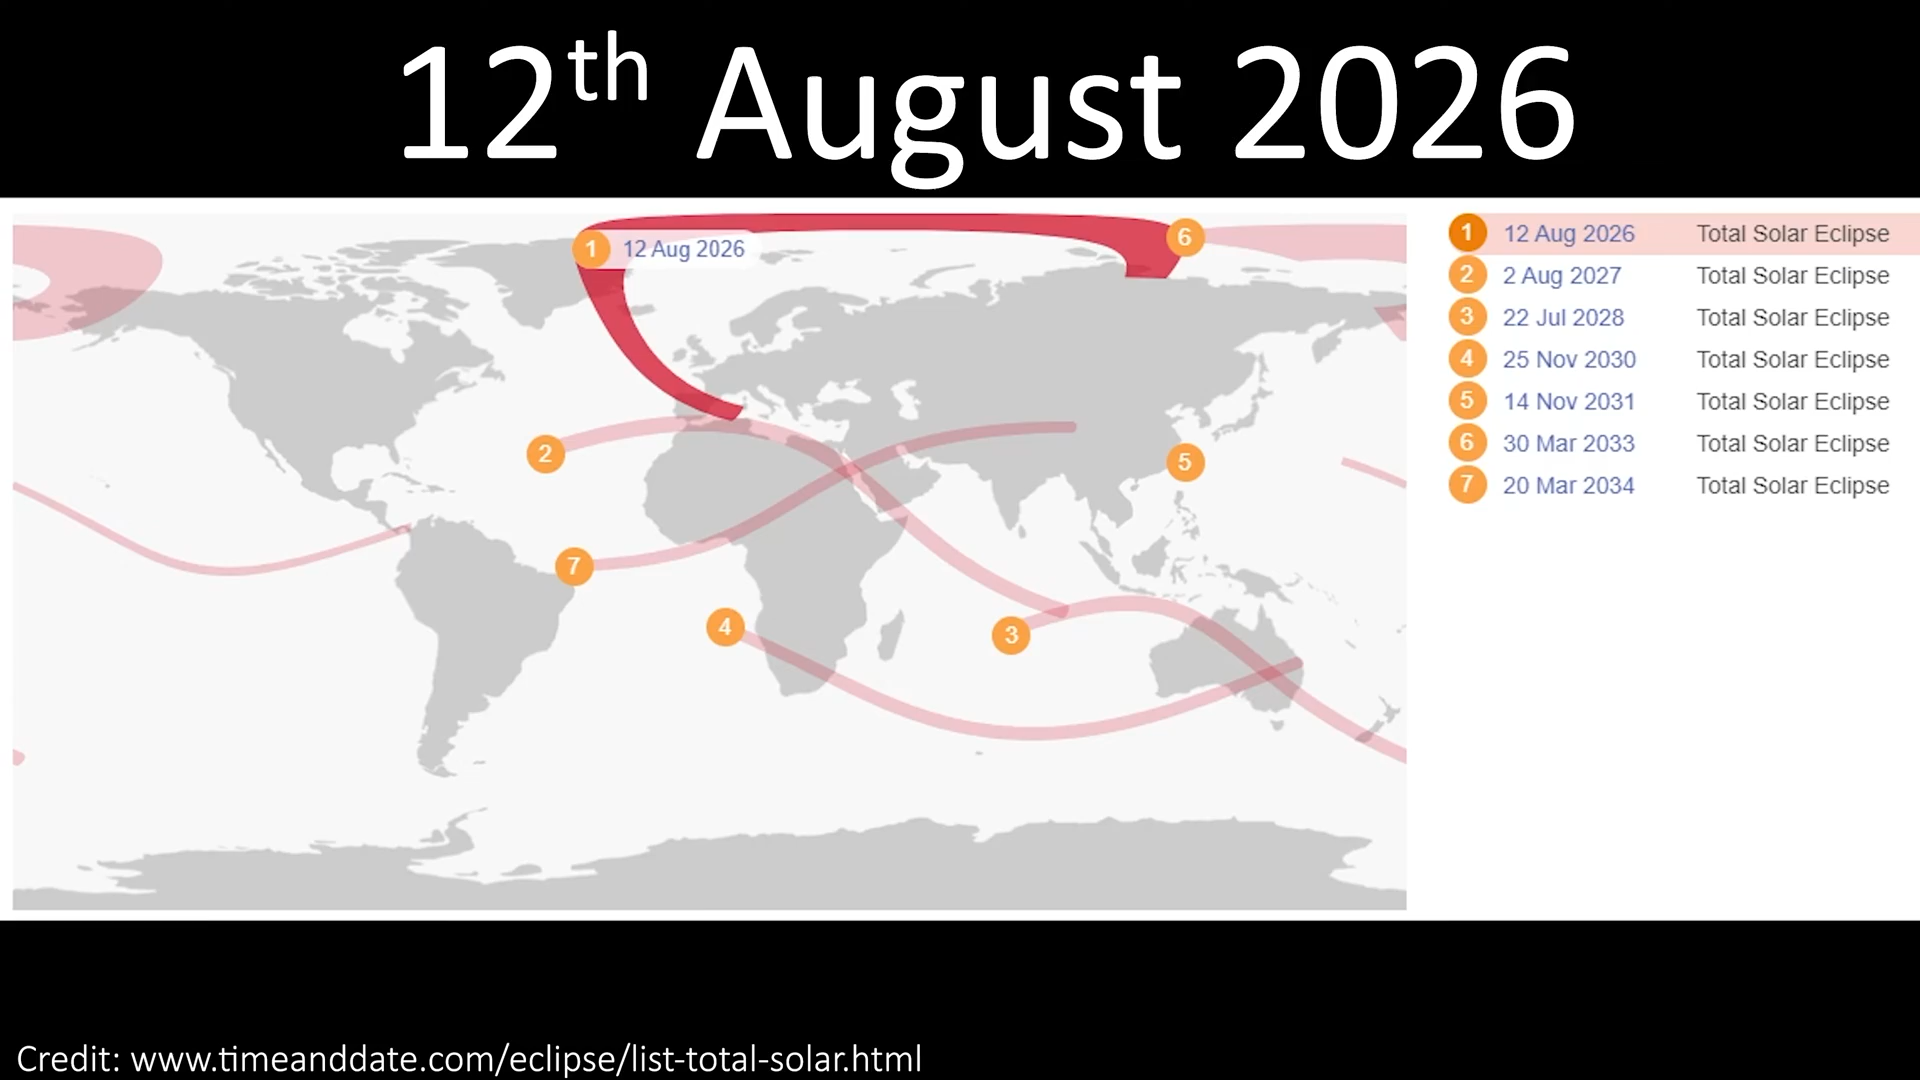 12th August 2026
1 12 Aug 2026
6
2
5
7
4
3
1 12 Aug 2026 Total Solar Eclipse
2 2 Aug 2027 Total Solar Eclipse
3 22 Jul 2028 Total Solar Eclipse
4 25 Nov 2030 Total Solar Eclipse
5 14 Nov 2031 Total Solar Eclipse
6 30 Mar 2033 Total Solar Eclipse
7 20 Mar 2034 Total Solar Eclipse
Credit: www.timeanddate.com/eclipse/list-total-solar.html